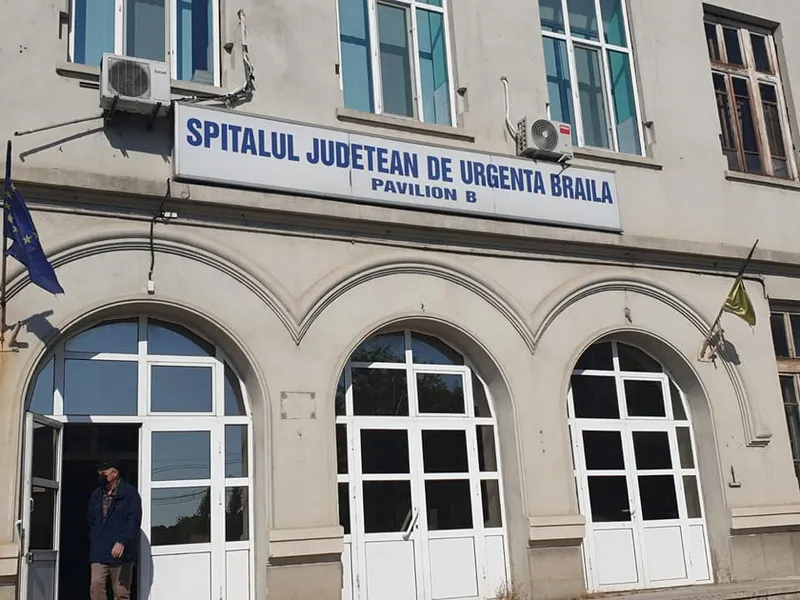 SPITALUL JUDETEAN DE URGENTA BRAILA
PAVILION B